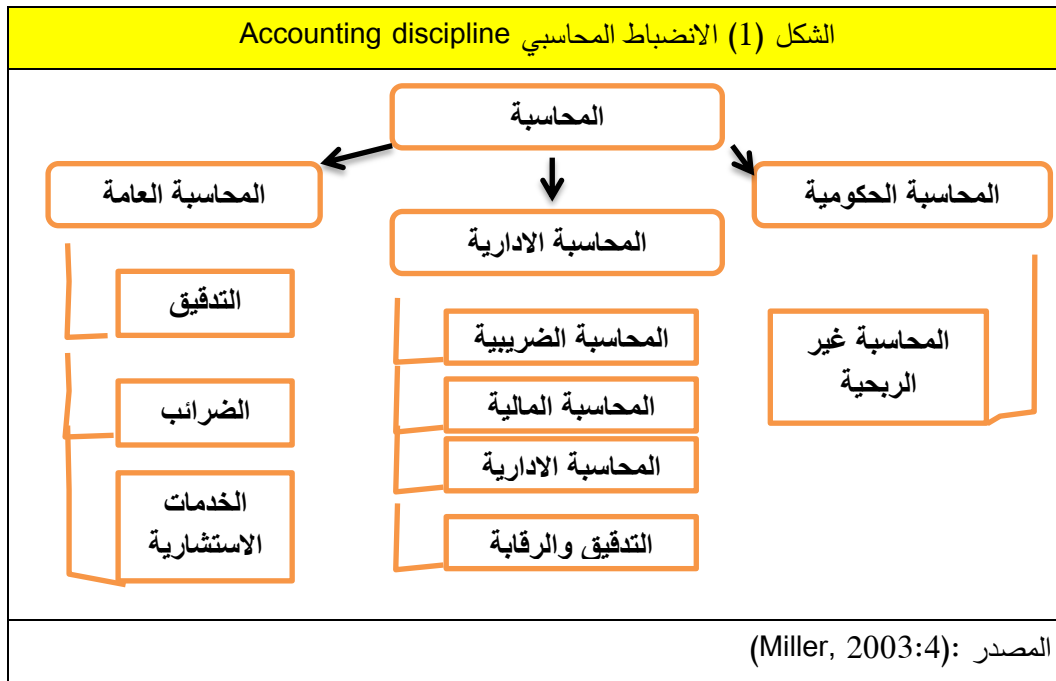 الشكل (1) الانضباط المحاسبي Accounting discipline
المحاسبة
المحاسبة الحكومية
المحاسبة غير
الربحية
المحاسبة الادارية
المحاسبة الضريبية
المحاسبة المالية
المحاسبة الادارية
التدقيق والرقابة
المحاسبة العامة
التدقيق
الضرائب
الخدمات
الاستشارية
المصدر :(Miller, 2003:4)